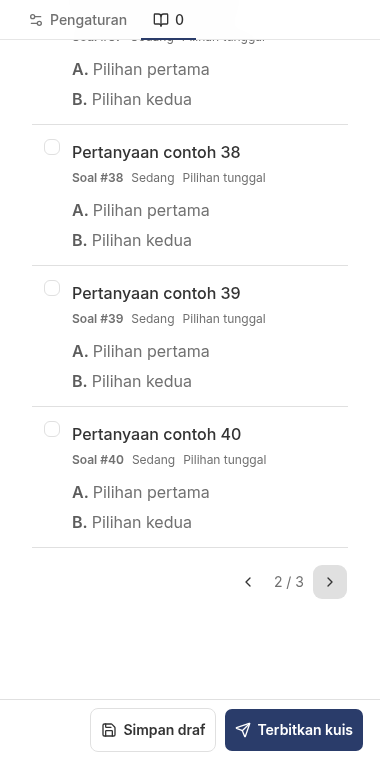 Pengaturan
0
A. Pilihan pertama
B. Pilihan kedua
Pertanyaan contoh 38
Soal #38 Sedang Pilihan tunggal
A. Pilihan pertama
B. Pilihan kedua
Pertanyaan contoh 39
Soal #39 Sedang Pilihan tunggal
A. Pilihan pertama
B. Pilihan kedua
Pertanyaan contoh 40
Soal #40 Sedang Pilihan tunggal
A. Pilihan pertama
B. Pilihan kedua
2 / 3
Simpan draf
Terbitkan kuis